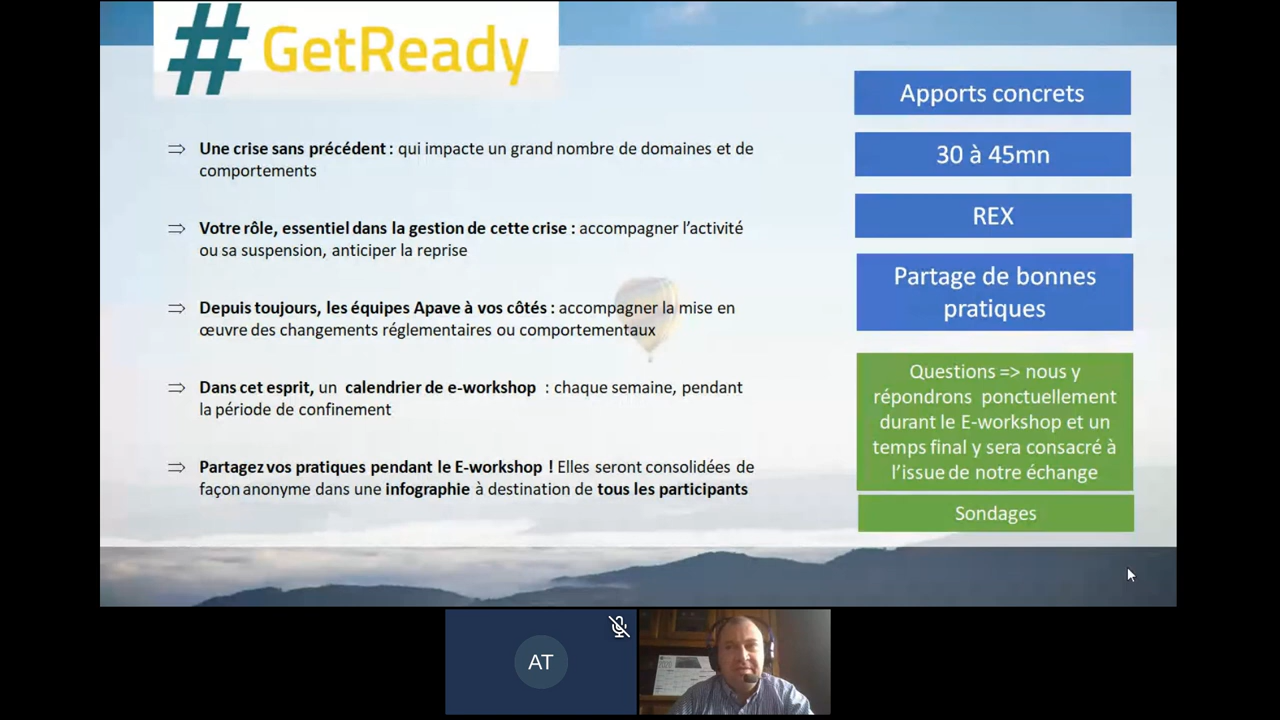 #GetReady
⇒ Une crise sans précédent : qui impacte un grand nombre de domaines et de
comportements
⇒ Votre rôle, essentiel dans la gestion de cette crise : accompagner l’activité
ou sa suspension, anticiper la reprise
⇒ Depuis toujours, les équipes Apave à vos côtés : accompagner la mise en
œuvre des changements réglementaires ou comportementaux
⇒ Dans cet esprit, un calendrier de e-workshop : chaque semaine, pendant
la période de confinement
⇒ Partagez vos pratiques pendant le E-workshop ! Elles seront consolidées de
façon anonyme dans une infographie à destination de tous les participants
Apports concrets
30 à 45mn
REX
Partage de bonnes
pratiques
Questions => nous y
répondrons ponctuellement
durant le E-workshop et un
temps final y sera consacré à
l’issue de notre échange
Sondages
AT